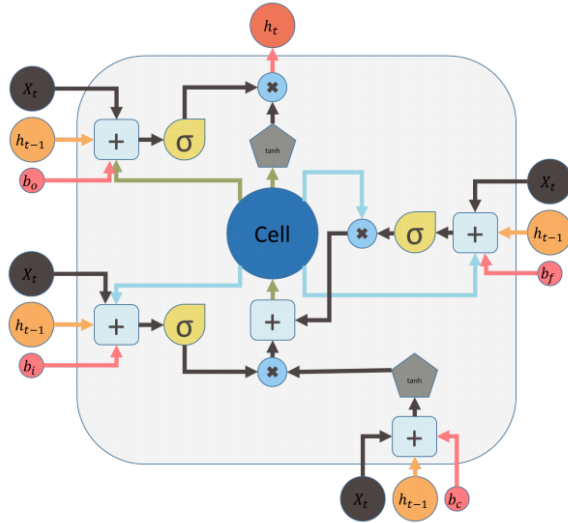 h_t
X_t
h_{t-1}
+
σ
×
tanh
b_o
X_t
h_{t-1}
+
σ
×
Cell
b_f
X_t
h_{t-1}
+
σ
+
b_i
×
tanh
+
X_t
h_{t-1}
b_c